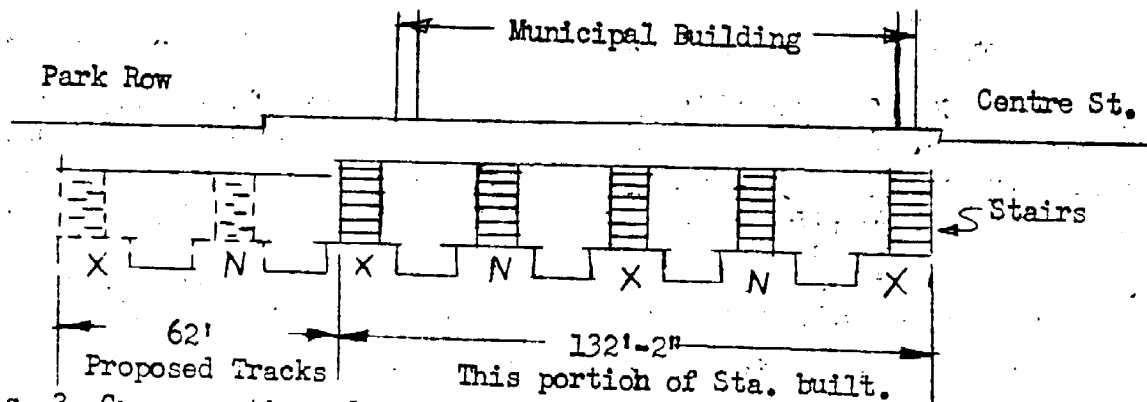 Municipal Building
Park Row
Centre St.
Stairs
X N X N X N X
62' 132'-2"
Proposed Tracks This portion of Sta. built.